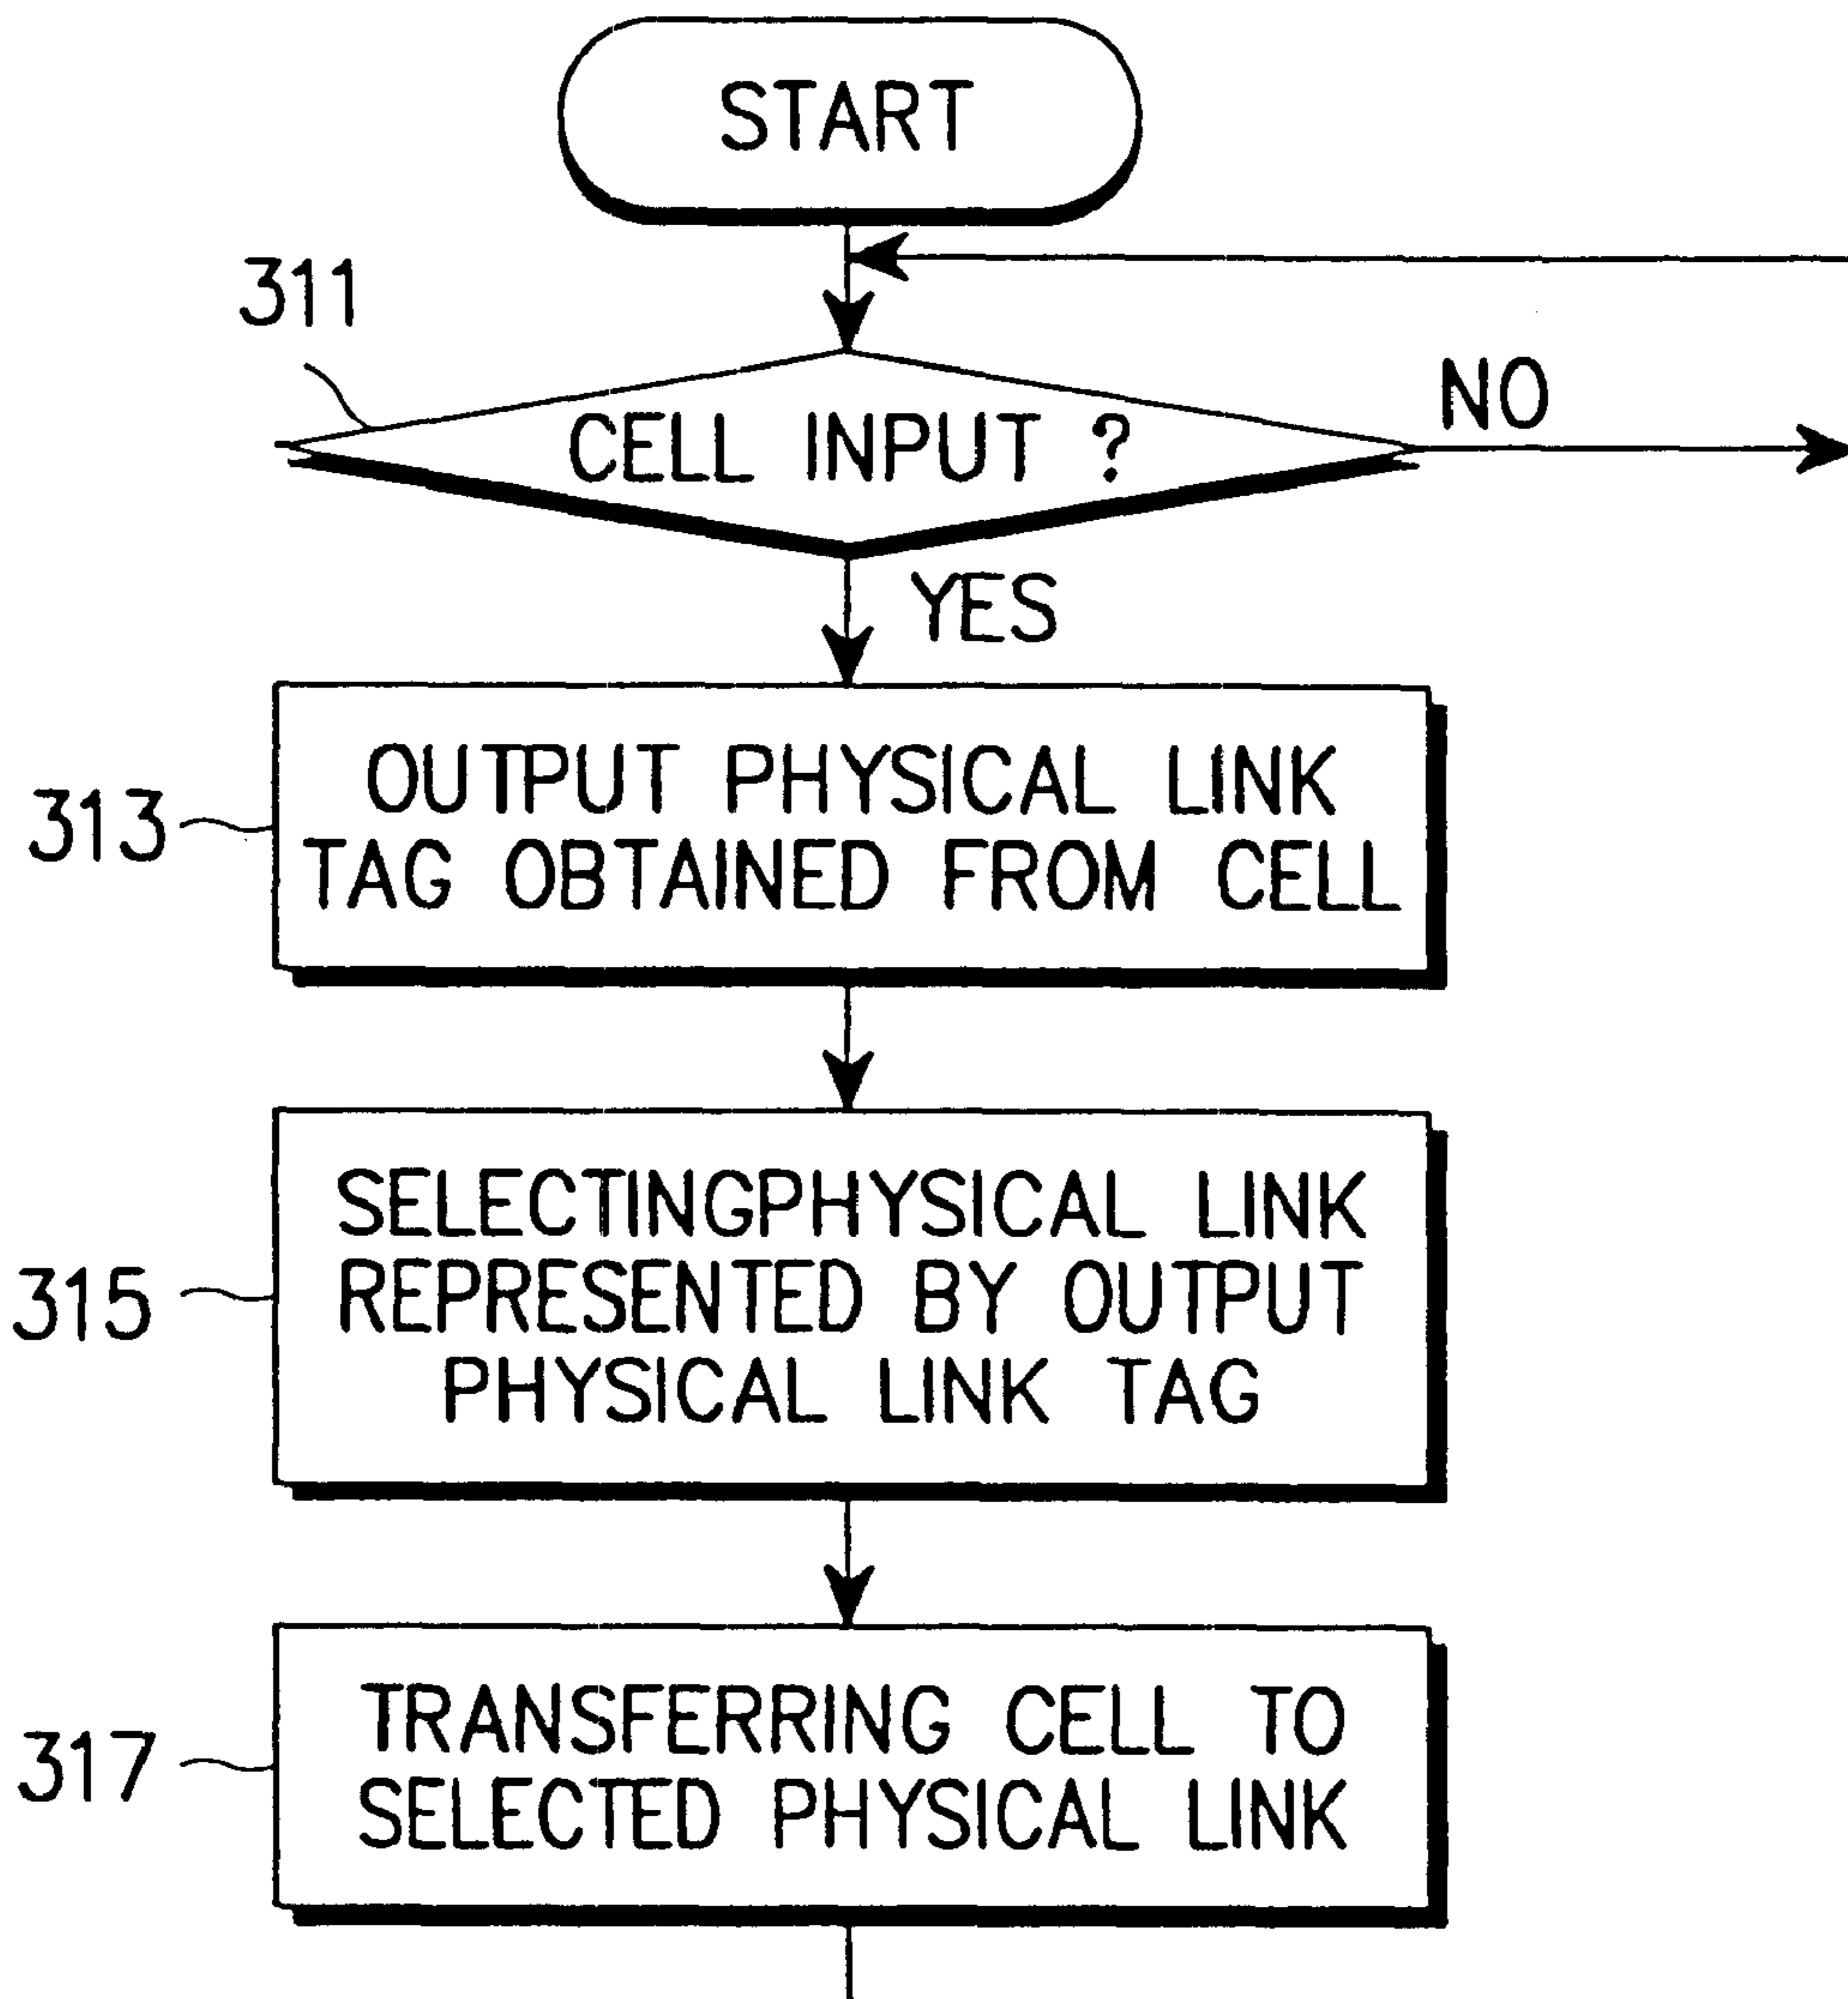 START
311
CELL INPUT ?
NO
YES
313
OUTPUT PHYSICAL LINK
TAG OBTAINED FROM CELL
315
SELECTINGPHYSICAL LINK
REPRESENTED BY OUTPUT
PHYSICAL LINK TAG
317
TRANSFERRING CELL TO
SELECTED PHYSICAL LINK